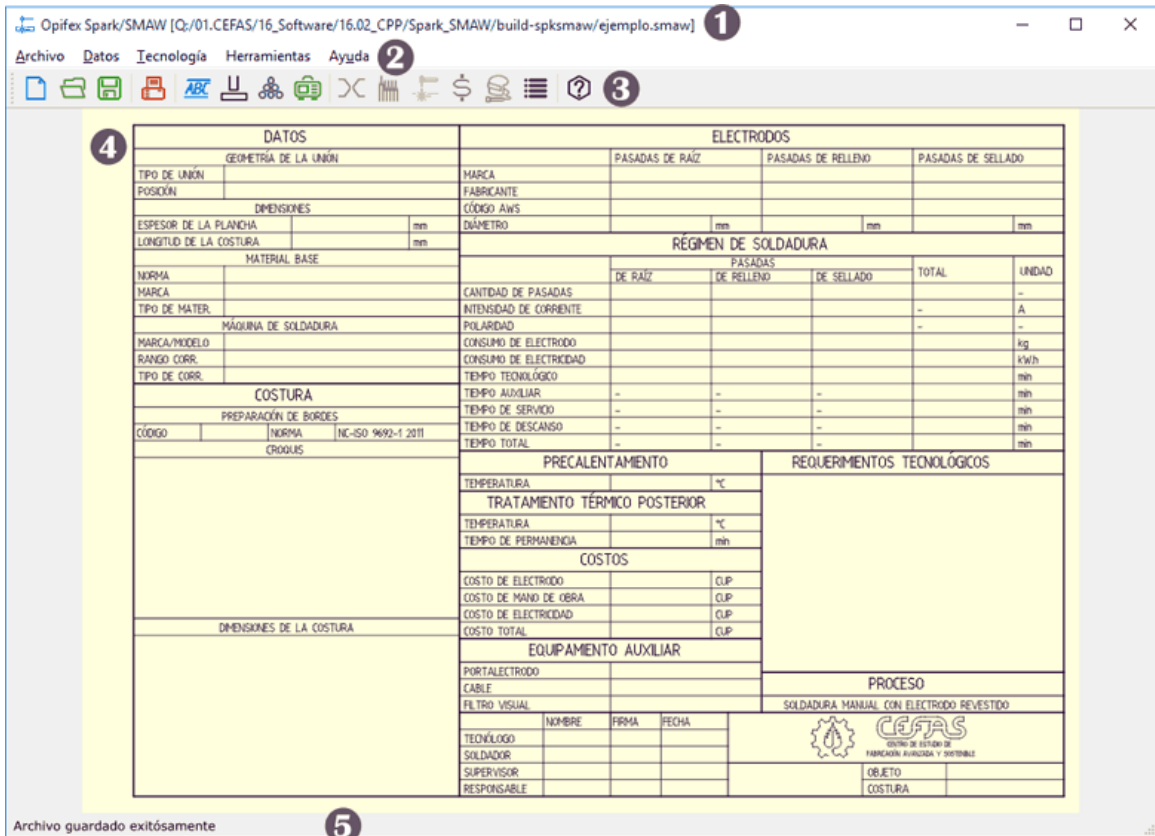 Opifex Spark/SMAW [Q:/01.CEFAS/16_Software/16.02_CPP/Spark_SMAW/build-spksmaw/ejemplo.smaw] 1
Archivo Datos Tecnología Herramientas Ayuda 2
ABC $ ? 3
4
DATOS
GEOMETRÍA DE LA UNIÓN
TIPO DE UNIÓN
POSICIÓN
DIMENSIONES
ESPESOR DE LA PLANCHA mm
LONGITUD DE LA COSTURA mm
MATERIAL BASE
NORMA
MARCA
TIPO DE MATER.
MÁQUINA DE SOLDADURA
MARCA/MODELO
RANGO CORR.
TIPO DE CORR.
COSTURA
PREPARACIÓN DE BORDES
CÓDIGO NORMA NC-ISO 9692-1 2011
CROQUIS
DIMENSIONES DE LA COSTURA
ELECTRODOS
PASADAS DE RAÍZ PASADAS DE RELLENO PASADAS DE SELLADO
MARCA
FABRICANTE
CÓDIGO AWS
DIÁMETRO mm mm mm
RÉGIMEN DE SOLDADURA
PASADAS
DE RAÍZ DE RELLENO DE SELLADO TOTAL UNIDAD
CANTIDAD DE PASADAS -
INTENSIDAD DE CORRIENTE - A
POLARIDAD - -
CONSUMO DE ELECTRODO kg
CONSUMO DE ELECTRICIDAD kW.h
TIEMPO TECNOLÓGICO min
TIEMPO AUXILIAR - - - min
TIEMPO DE SERVICIO - - - min
TIEMPO DE DESCANSO - - - min
TIEMPO TOTAL - - - min
PRECALENTAMIENTO
TEMPERATURA °C
TRATAMIENTO TÉRMICO POSTERIOR
TEMPERATURA °C
TIEMPO DE PERMANENCIA min
COSTOS
COSTO DE ELECTRODO CUP
COSTO DE MANO DE OBRA CUP
COSTO DE ELECTRICIDAD CUP
COSTO TOTAL CUP
EQUIPAMIENTO AUXILIAR
PORTALECTRODO
CABLE
FILTRO VISUAL
REQUERIMIENTOS TECNOLÓGICOS
PROCESO
SOLDADURA MANUAL CON ELECTRODO REVESTIDO
NOMBRE FIRMA FECHA
TECNÓLOGO
SOLDADOR
SUPERVISOR
RESPONSABLE
CEFAS
CENTRO DE ESTUDIO DE
FABRICACIÓN AVANZADA Y SOSTENIBLE
OBJETO
COSTURA
Archivo guardado exitósamente 5